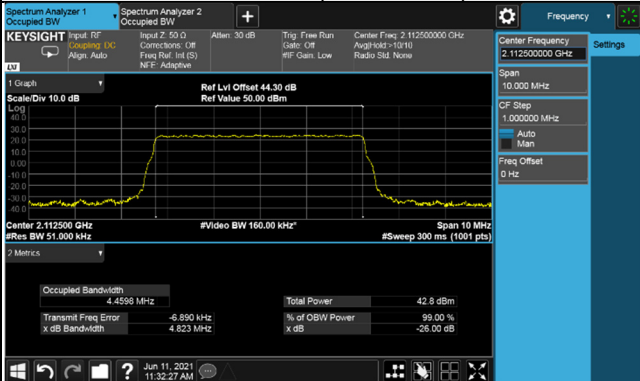 Spectrum Analyzer 1
Occupied BW
Spectrum Analyzer 2
Occupied BW
+
Frequency
KEYSIGHT
Input: RF
Coupling: DC
Align: Auto
Input Z: 50 Ω
Corrections: Off
Freq Ref: Int (S)
NFE: Adaptive
Atten: 30 dB
Trig: Free Run
Gate: Off
#IF Gain: Low
Center Freq: 2.112500000 GHz
Avg|Hold:>10/10
Radio Std: None
LXI
Center Frequency
2.112500000 GHz
Settings
Span
10.000 MHz
CF Step
1.000000 MHz
Auto
Man
Freq Offset
0 Hz
1 Graph
Scale/Div 10.0 dB
Ref Lvl Offset 44.30 dB
Ref Value 50.00 dBm
Log
40.0
30.0
20.0
10.0
0.00
-10.0
-20.0
-30.0
-40.0
Center 2.112500 GHz
#Res BW 51.000 kHz
#Video BW 160.00 kHz*
Span 10 MHz
#Sweep 300 ms (1001 pts)
2 Metrics
Occupied Bandwidth
4.4598 MHz
Transmit Freq Error -6.890 kHz
x dB Bandwidth 4.823 MHz
Total Power 42.8 dBm
% of OBW Power 99.00 %
x dB -26.00 dB
?
Jun 11, 2021
11:32:27 AM